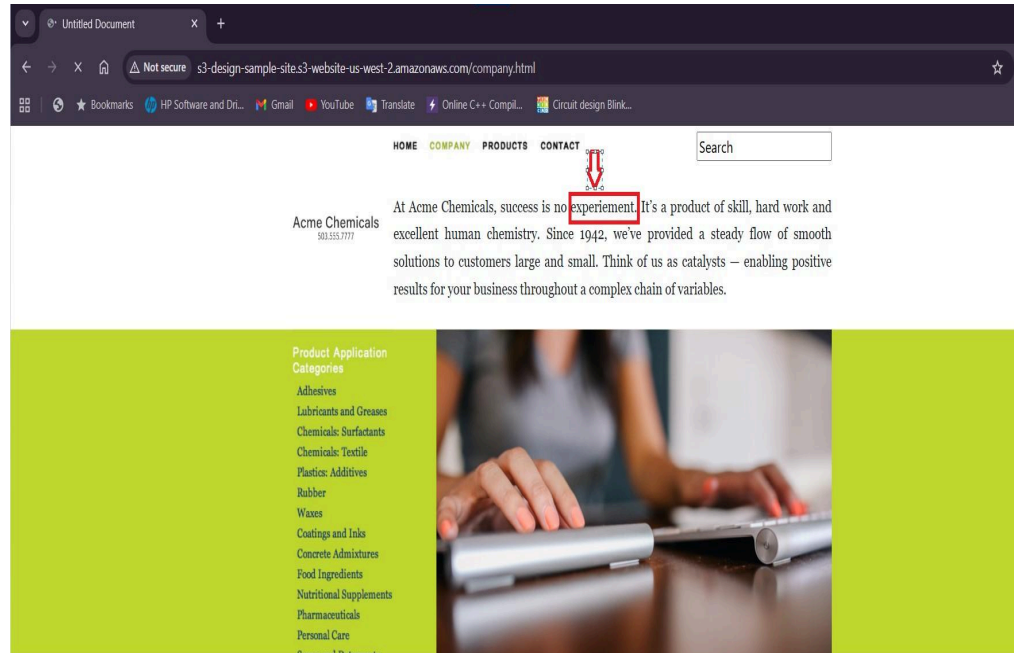 Untitled Document
Not secure s3-design-sample-site.s3-website-us-west-2.amazonaws.com/company.html
Bookmarks HP Software and Dri... Gmail YouTube Translate Online C++ Compil... Circuit design Blink...
HOME COMPANY PRODUCTS CONTACT Search
Acme Chemicals
503.555.7777
At Acme Chemicals, success is no experiement. It's a product of skill, hard work and
excellent human chemistry. Since 1942, we've provided a steady flow of smooth
solutions to customers large and small. Think of us as catalysts — enabling positive
results for your business throughout a complex chain of variables.
Product Application
Categories
Adhesives
Lubricants and Greases
Chemicals: Surfactants
Chemicals: Textile
Plastics: Additives
Rubber
Waxes
Coatings and Inks
Concrete Admixtures
Food Ingredients
Nutritional Supplements
Pharmaceuticals
Personal Care